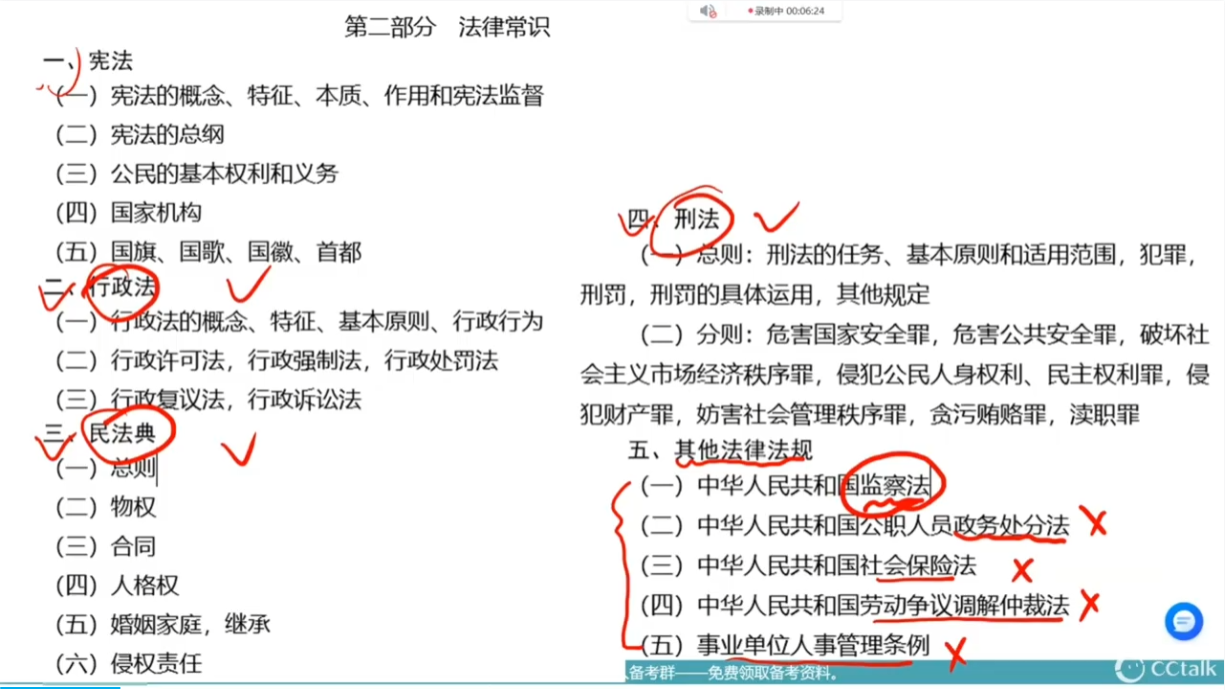 录制中 00:06:24
第二部分 法律常识
一、宪法
（一）宪法的概念、特征、本质、作用和宪法监督
（二）宪法的总纲
（三）公民的基本权利和义务
（四）国家机构
（五）国旗、国歌、国徽、首都
二、行政法
（一）行政法的概念、特征、基本原则、行政行为
（二）行政许可法，行政强制法，行政处罚法
（三）行政复议法，行政诉讼法
三、民法典
（一）总则
（二）物权
（三）合同
（四）人格权
（五）婚姻家庭，继承
（六）侵权责任
四、刑法
（一）总则：刑法的任务、基本原则和适用范围，犯罪，
刑罚，刑罚的具体运用，其他规定
（二）分则：危害国家安全罪，危害公共安全罪，破坏社
会主义市场经济秩序罪，侵犯公民人身权利、民主权利罪，侵
犯财产罪，妨害社会管理秩序罪，贪污贿赂罪，渎职罪
五、其他法律法规
（一）中华人民共和国监察法
（二）中华人民共和国公职人员政务处分法
（三）中华人民共和国社会保险法
（四）中华人民共和国劳动争议调解仲裁法
（五）事业单位人事管理条例
备考群——免费领取备考资料。
CCtalk